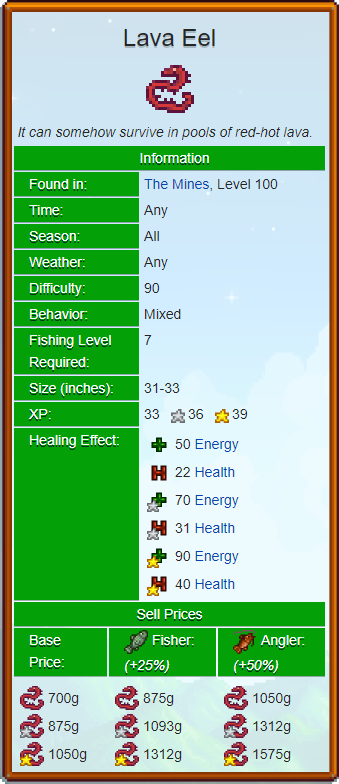 Lava Eel
It can somehow survive in pools of red-hot lava.
Information
Found in: The Mines, Level 100
Time: Any
Season: All
Weather: Any
Difficulty: 90
Behavior: Mixed
Fishing Level 7
Required:
Size (inches): 31-33
XP: 33 36 39
Healing Effect: 50 Energy
22 Health
70 Energy
31 Health
90 Energy
40 Health
Sell Prices
Base Fisher: Angler:
Price: (+25%) (+50%)
700g 875g 1050g
875g 1093g 1312g
1050g 1312g 1575g